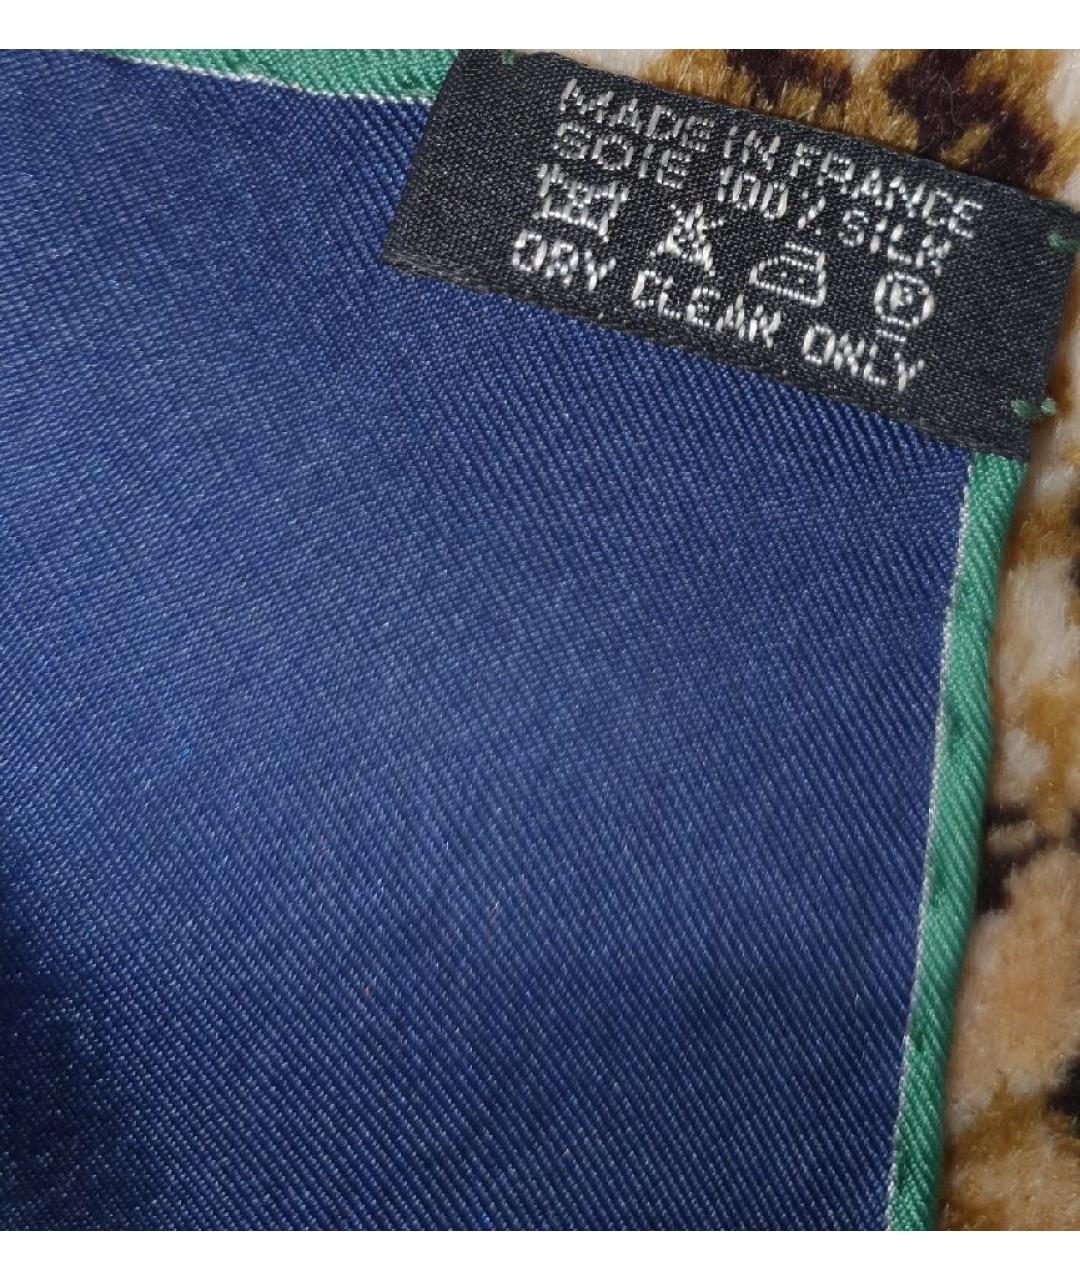 MADE IN FRANCE
SOIE 100% SILK
P
DRY CLEAN ONLY